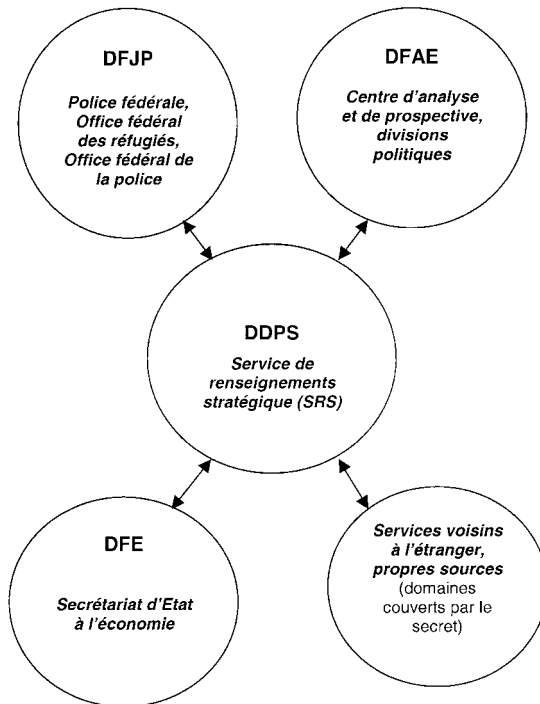 DFJP
Police fédérale,
Office fédéral
des réfugiés,
Office fédéral de
la police
DFAE
Centre d'analyse
et de prospective,
divisions
politiques
DDPS
Service de
renseignements
stratégique (SRS)
DFE
Secrétariat d'Etat
à l'économie
Services voisins
à l'étranger,
propres sources
(domaines
couverts par le
secret)